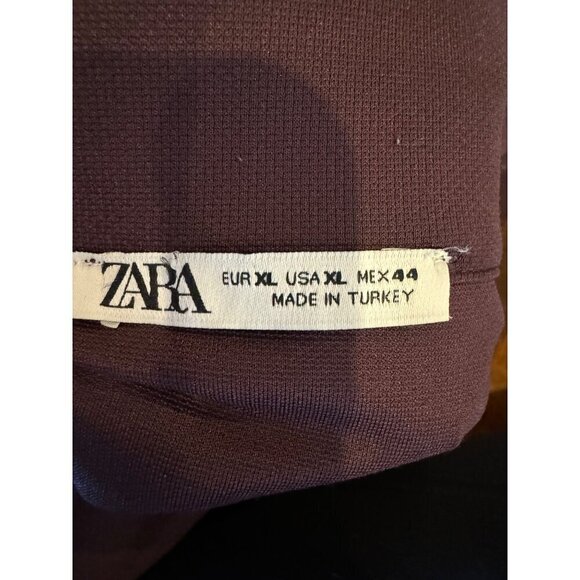 ZARA
EUR XL USA XL MEX 44
MADE IN TURKEY